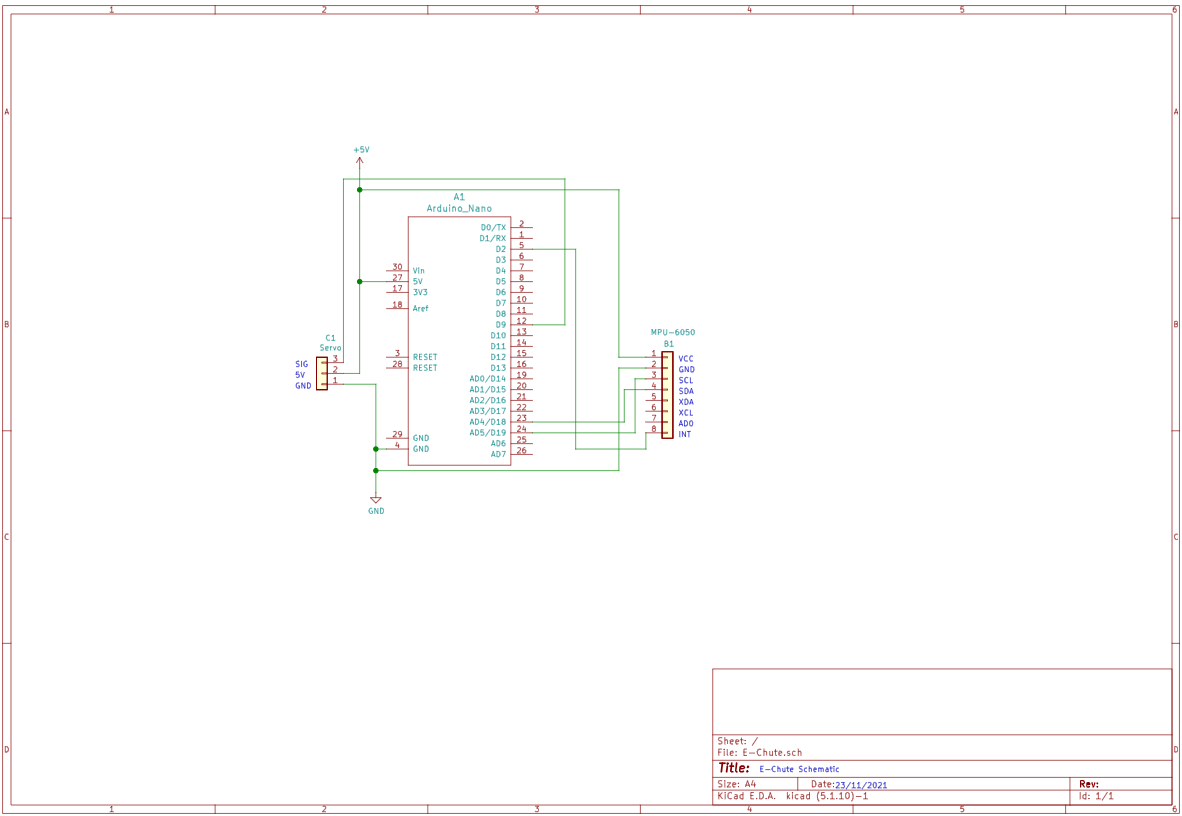 1 2 3 4 5 6
A A
B B
C C
D D
1 2 3 4 5 6
+5V
A1
Arduino_Nano
30 Vin
27 5V
17 3V3
18 Aref
3 RESET
28 RESET
29 GND
4 GND
D0/TX 2
D1/RX 1
D2 5
D3 6
D4 7
D5 8
D6 9
D7 10
D8 11
D9 12
D10 13
D11 14
D12 15
D13 16
AD0/D14 19
AD1/D15 20
AD2/D16 21
AD3/D17 22
AD4/D18 23
AD5/D19 24
AD6 25
AD7 26
C1
Servo
SIG 3
5V 2
GND 1
GND
MPU-6050
B1
1 VCC
2 GND
3 SCL
4 SDA
5 XDA
6 XCL
7 AD0
8 INT
Sheet: /
File: E-Chute.sch
Title: E-Chute Schematic
Size: A4 Date:23/11/2021 Rev:
KiCad E.D.A. kicad (5.1.10)-1 Id: 1/1